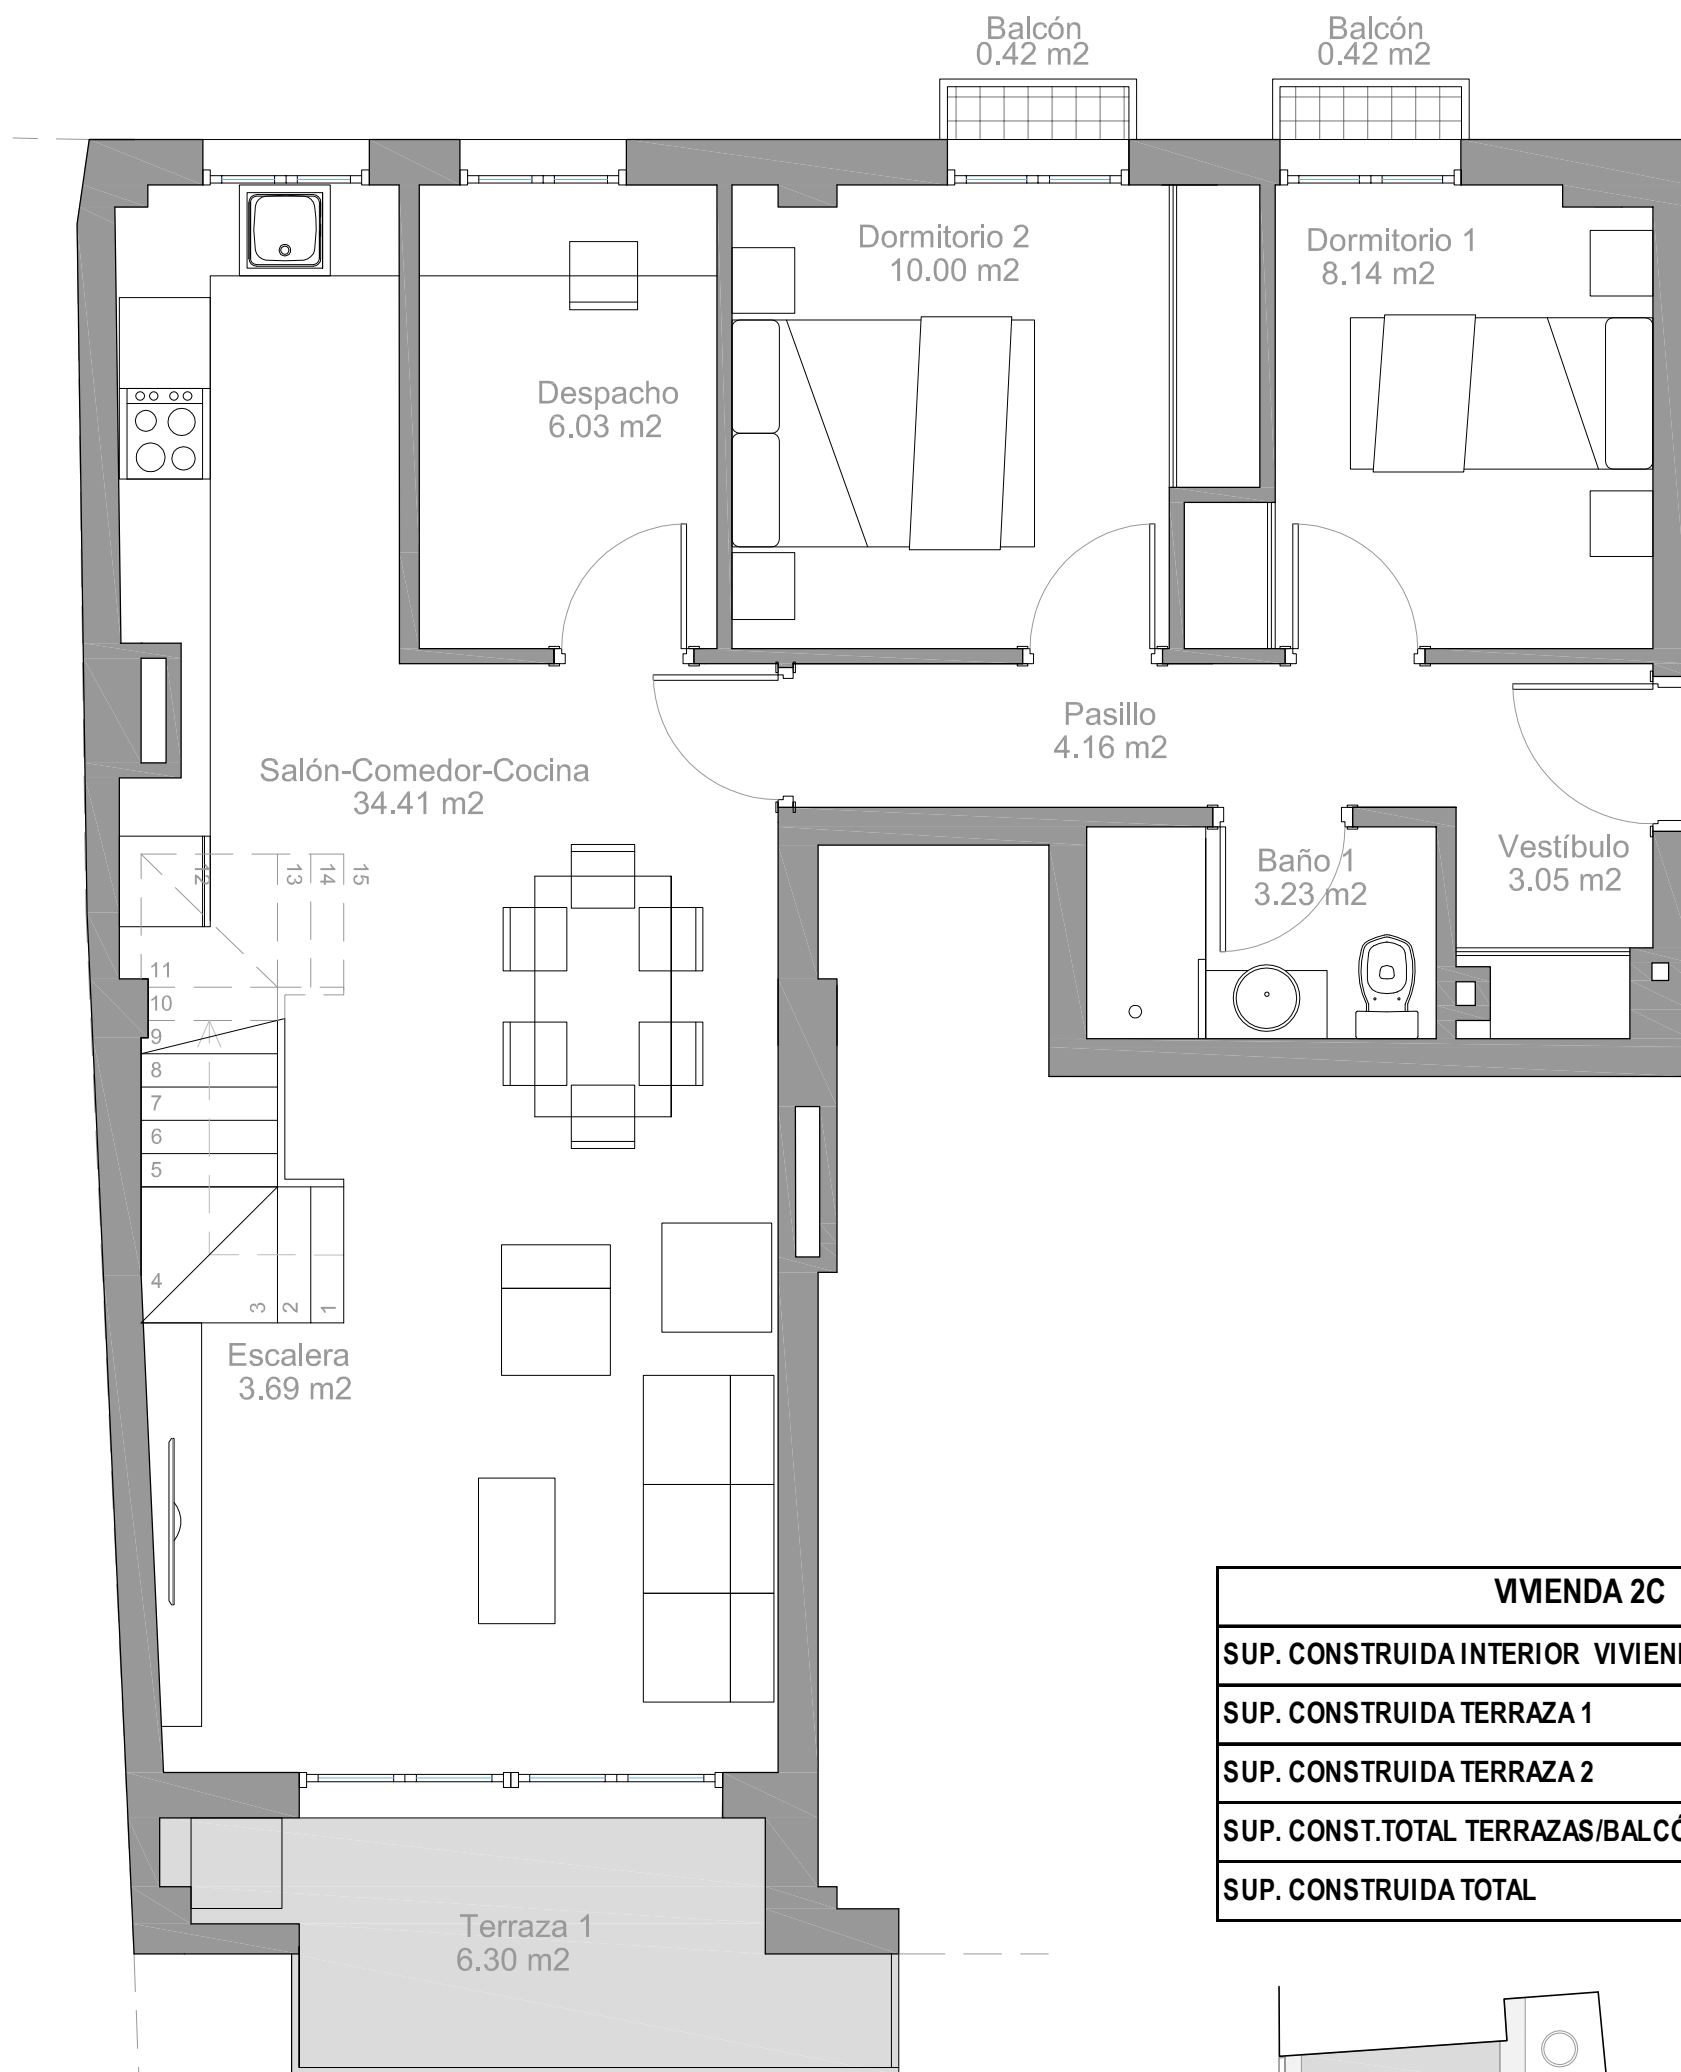 Balcón
0.42 m2
Balcón
0.42 m2
Dormitorio 2
10.00 m2
Dormitorio 1
8.14 m2
Despacho
6.03 m2
Pasillo
4.16 m2
Salón-Comedor-Cocina
34.41 m2
Baño 1
3.23 m2
Vestíbulo
3.05 m2
12
13
14
15
11
10
9
8
7
6
5
4
3
2
1
Escalera
3.69 m2
Terraza 1
6.30 m2
VIVIENDA 2C
SUP. CONSTRUIDA INTERIOR
SUP. CONSTRUIDA TERRAZA 1
SUP. CONSTRUIDA TERRAZA 2
SUP. CONST.TOTAL
SUP. CONSTRUIDA TOTAL